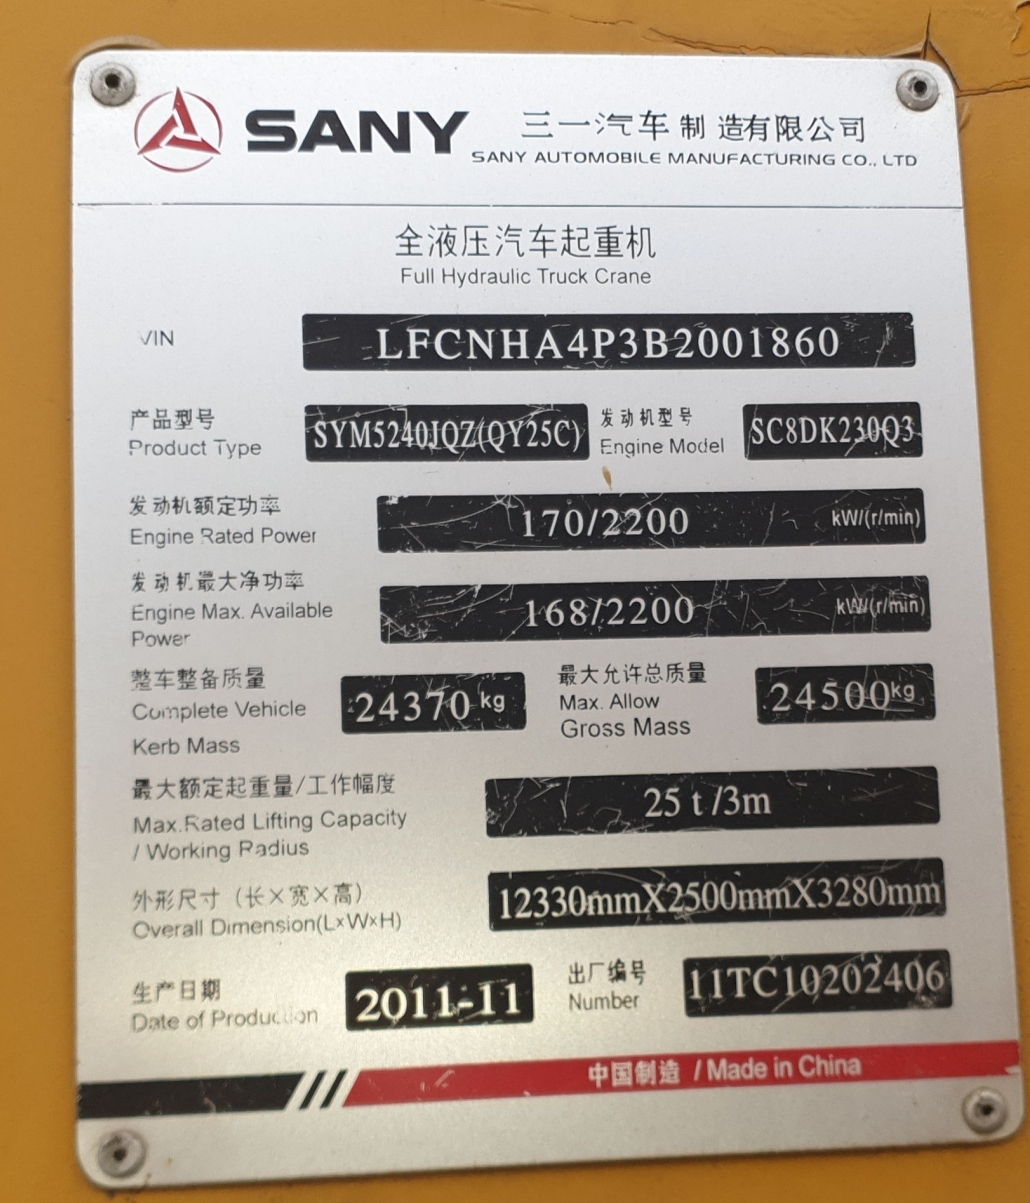 SANY 三一汽车制造有限公司
SANY AUTOMOBILE MANUFACTURING CO., LTD
全液压汽车起重机
Full Hydraulic Truck Crane
VIN LFCNHA4P3B2001860
产品型号
Product Type SYM5240JQZ(QY25C)
发动机型号
Engine Model SC8DK230Q3
发动机额定功率
Engine Rated Power 170/2200 kW/(r/min)
发动机最大净功率
Engine Max. Available
Power 168/2200 kW/(r/min)
整车整备质量
Complete Vehicle
Kerb Mass 24370 kg
最大允许总质量
Max. Allow
Gross Mass 24500 kg
最大额定起重量/工作幅度
Max.Rated Lifting Capacity
/ Working Radius 25 t /3m
外形尺寸（长×宽×高）
Overall Dimension(L×W×H) 12330mmX2500mmX3280mm
生产日期
Date of Production 2011-11
出厂编号
Number 11TC10202406
中国制造 / Made in China